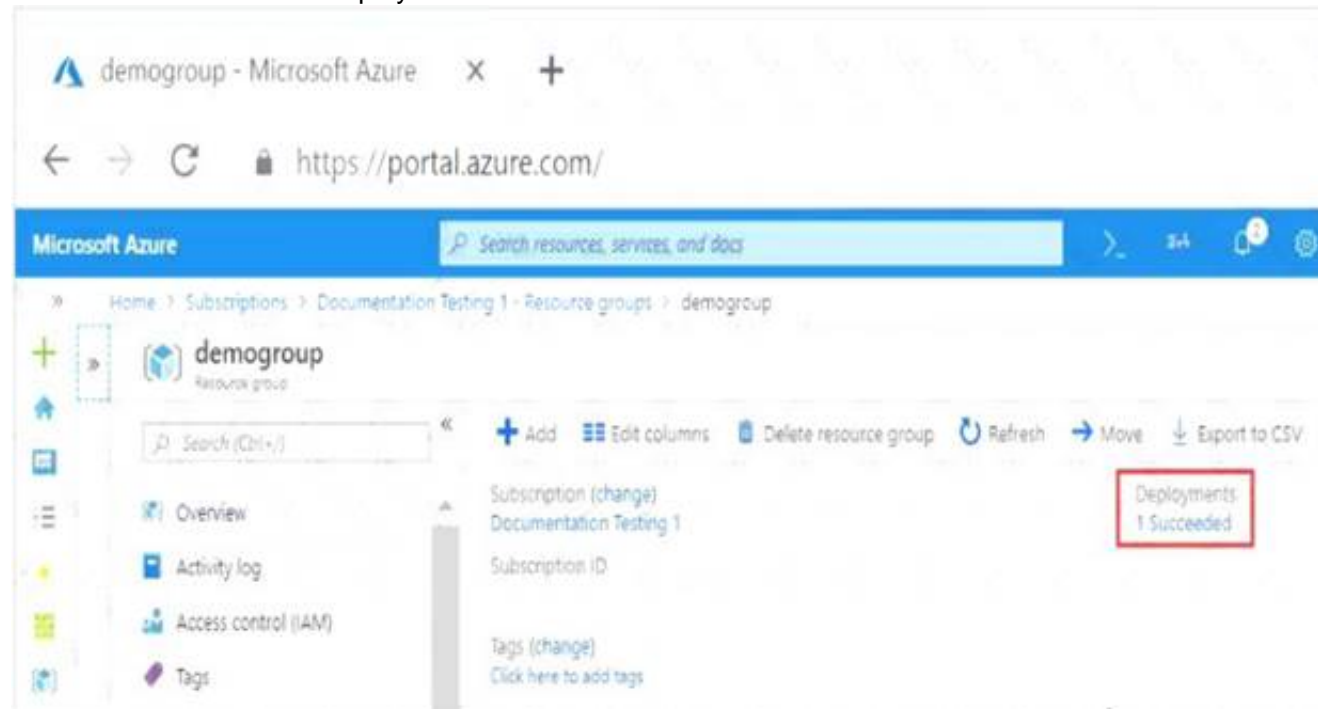 demogroup - Microsoft Azure
https://portal.azure.com/
Microsoft Azure
Search resources, services, and docs
2
Home > Subscriptions > Documentation Testing 1 - Resource groups > demogroup
demogroup
Resource group
Search (Ctrl+/)
Add Edit columns Delete resource group Refresh Move Export to CSV
Subscription (change)
Deployments
Overview
Documentation Testing 1
1 Succeeded
Activity log
Subscription ID
Access control (IAM)
Tags (change)
Tags
Click here to add tags